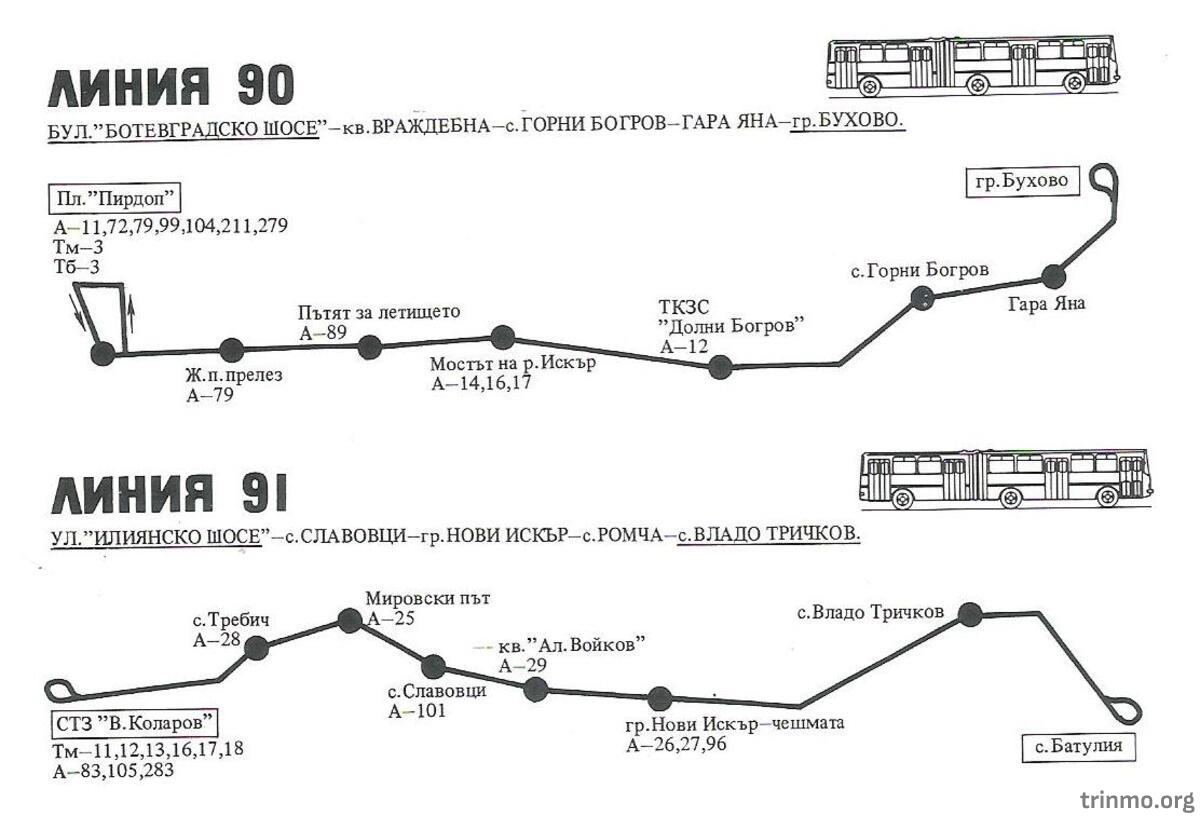 ЛИНИЯ 90
БУЛ."БОТЕВГРАДСКО ШОСЕ"–кв.ВРАЖДЕБНА–с.ГОРНИ БОГРОВ–ГАРА ЯНА–гр.БУХОВО.
Пл."Пирдоп"
А–11,72,79,99,104,211,279
Тм–3
Тб–3
Ж.п.прелез
А–79
Пътят за летището
А–89
Мостът на р.Искър
А–14,16,17
ТКЗС
"Долни Богров"
А–12
с.Горни Богров
Гара Яна
гр.Бухово
ЛИНИЯ 91
УЛ."ИЛИЯНСКО ШОСЕ"–с.СЛАВОВЦИ–гр.НОВИ ИСКЪР–с.РОМЧА–с.ВЛАДО ТРИЧКОВ.
СТЗ "В.Коларов"
Тм–11,12,13,16,17,18
А–83,105,283
с.Требич
А–28
Мировски път
А–25
с.Славовци
А–101
кв."Ал.Войков"
А–29
гр.Нови Искър–чешмата
А–26,27,96
с.Владо Тричков
с.Батулия
trinmo.org